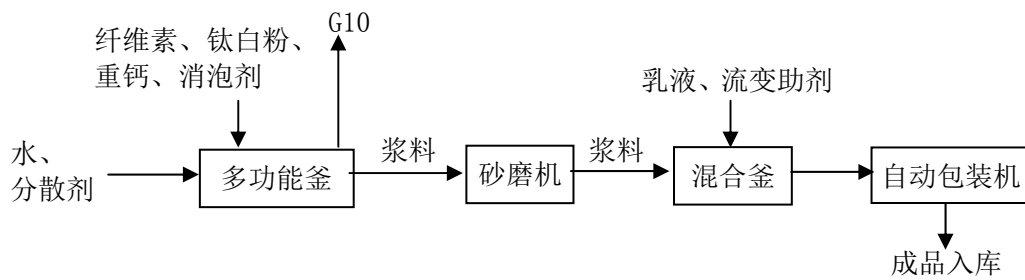 G10
纤维素、钛白粉、
重钙、消泡剂
乳液、流变助剂
水、
分散剂
多功能釜
浆料
砂磨机
浆料
混合釜
自动包装机
成品入库